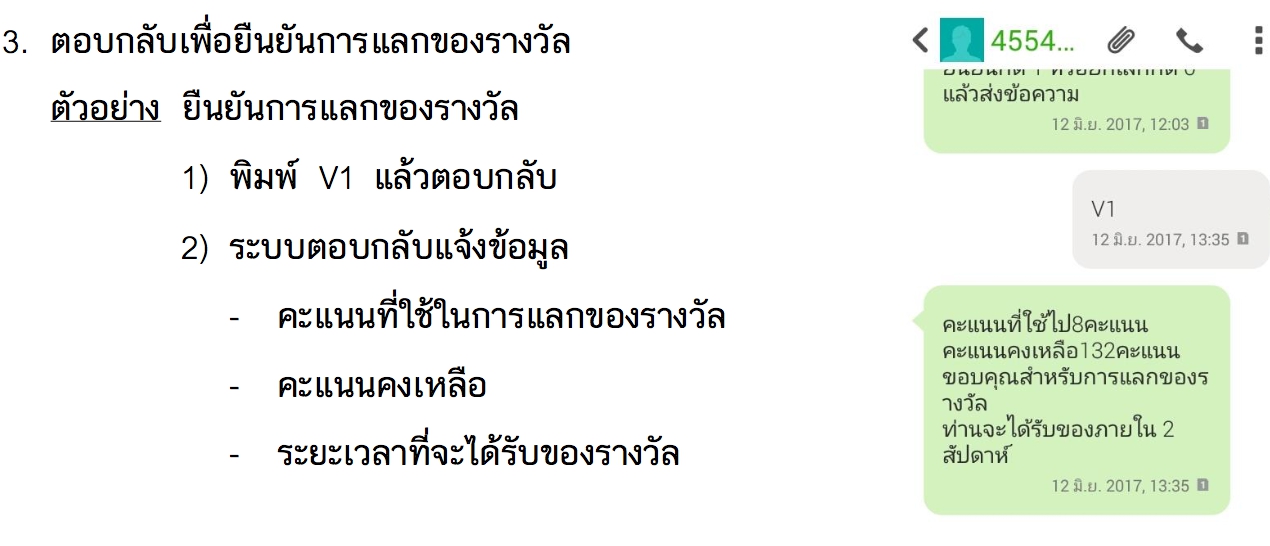 3. ตอบกลับเพื่อยืนยันการแลกของรางวัล
ตัวอย่าง ยืนยันการแลกของรางวัล
1) พิมพ์ V1 แล้วตอบกลับ
2) ระบบตอบกลับแจ้งข้อมูล
- คะแนนที่ใช้ในการแลกของรางวัล
- คะแนนคงเหลือ
- ระยะเวลาที่จะได้รับของรางวัล
4554...
แล้วส่งข้อความ
12 มิ.ย. 2017, 12:03 1
V1
12 มิ.ย. 2017, 13:35 1
คะแนนที่ใช้ไป8คะแนน
คะแนนคงเหลือ132คะแนน
ขอบคุณสำหรับการแลกของร
างวัล
ท่านจะได้รับของภายใน 2
สัปดาห์
12 มิ.ย. 2017, 13:35 1